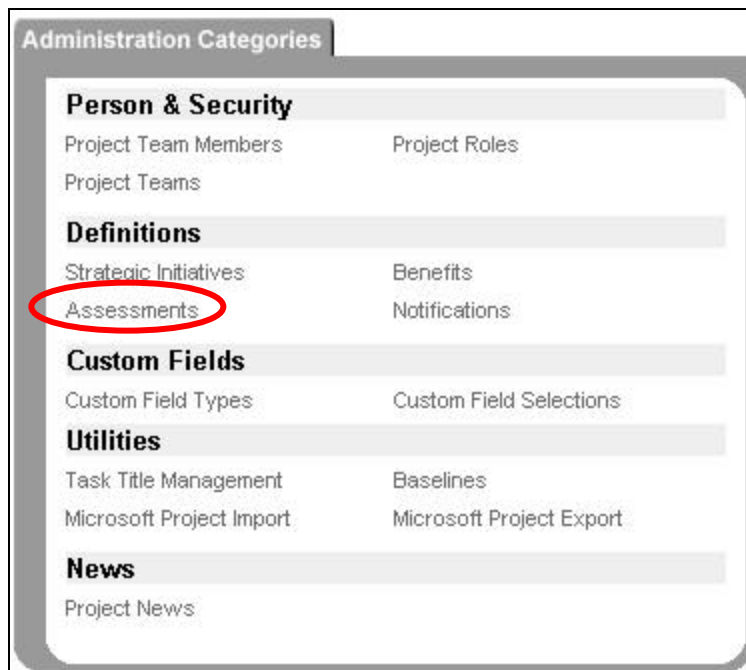 Administration Categories
Person & Security
Project Team Members Project Roles
Project Teams
Definitions
Strategic Initiatives Benefits
Assessments Notifications
Custom Fields
Custom Field Types Custom Field Selections
Utilities
Task Title Management Baselines
Microsoft Project Import Microsoft Project Export
News
Project News